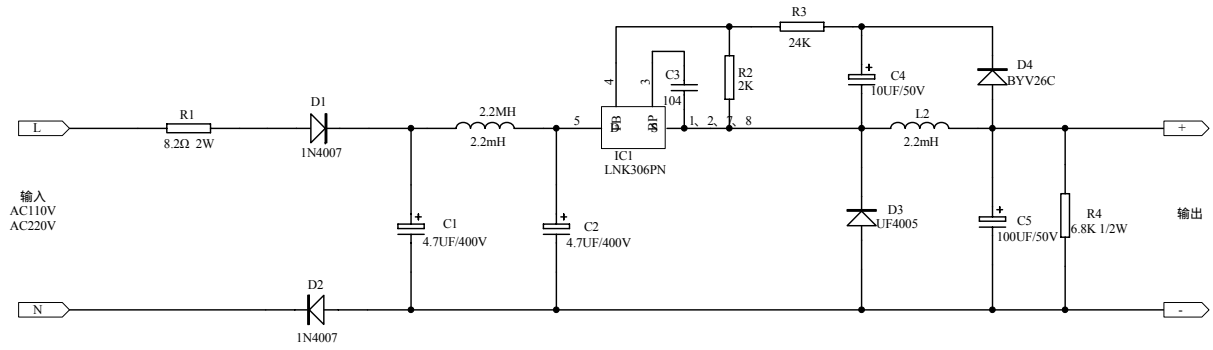 R3
24K
4
3
C3
104
R2
2K
C4
10UF/50V
D4
BYV26C
L
R1
8.2Ω 2W
D1
1N4007
2.2MH
2.2mH
5
FB
D
BP
S
1、2、7、8
IC1
LNK306PN
L2
2.2mH
+
输入
AC110V
AC220V
C1
4.7UF/400V
C2
4.7UF/400V
D3
UF4005
C5
100UF/50V
R4
6.8K 1/2W
输出
N
D2
1N4007
-